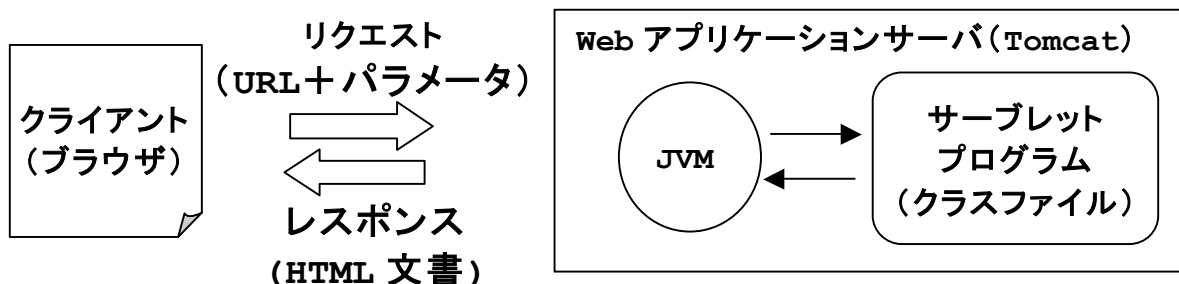 クライアント
(ブラウザ)
リクエスト
(URL+パラメータ)
レスポンス
(HTML 文書)
Web アプリケーションサーバ(Tomcat)
JVM
サーブレット
プログラム
(クラスファイル)